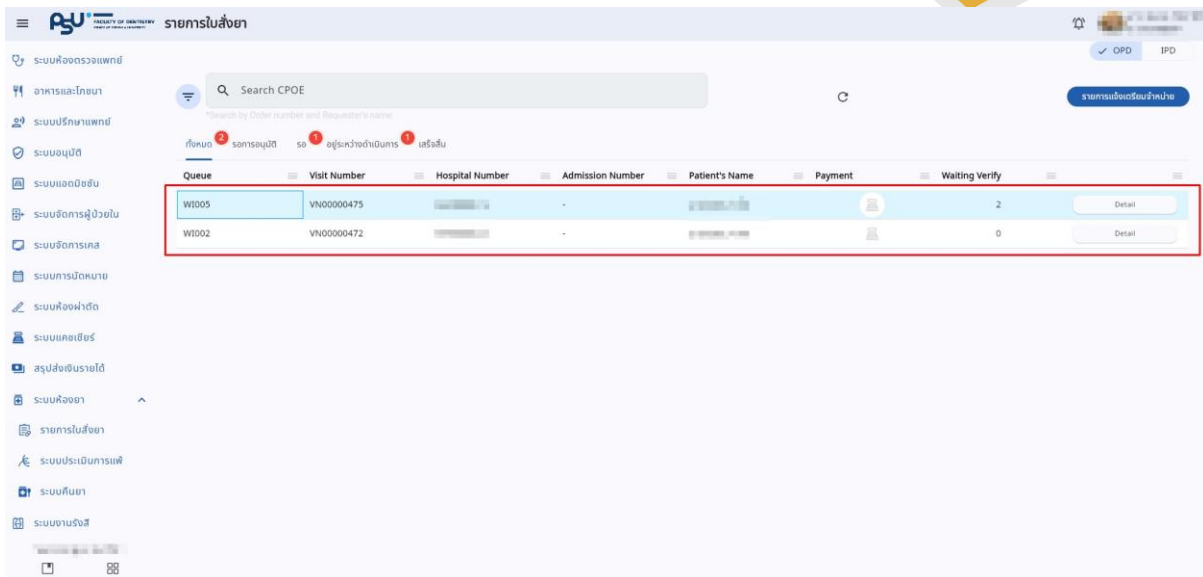 PSU FACULTY OF DENTISTRY รายการใบสั่งยา
OPD IPD
ระบบห้องตรวจแพทย์
อาหารและโภชนา
ระบบปรึกษาแพทย์
ระบบอนุมัติ
ระบบแอดมิชชัน
ระบบจัดการผู้ป่วยใน
ระบบจัดการเคส
ระบบการนัดหมาย
ระบบห้องผ่าตัด
ระบบแคชเชียร์
สรุปส่งเงินรายได้
ระบบห้องยา
รายการใบสั่งยา
ระบบประเมินการแพ้
ระบบคืนยา
ระบบงานรังสี
Search CPOE
รายการแจ้งเตรียมจำหน่าย
*Search by Order number and Requester's name
ทั้งหมด 2 รอการอนุมัติ รอ 1 อยู่ระหว่างดำเนินการ 1 เสร็จสิ้น
Queue Visit Number Hospital Number Admission Number Patient's Name Payment Waiting Verify
WI005 VN00000475 - 2 Detail
WI002 VN00000472 - 0 Detail